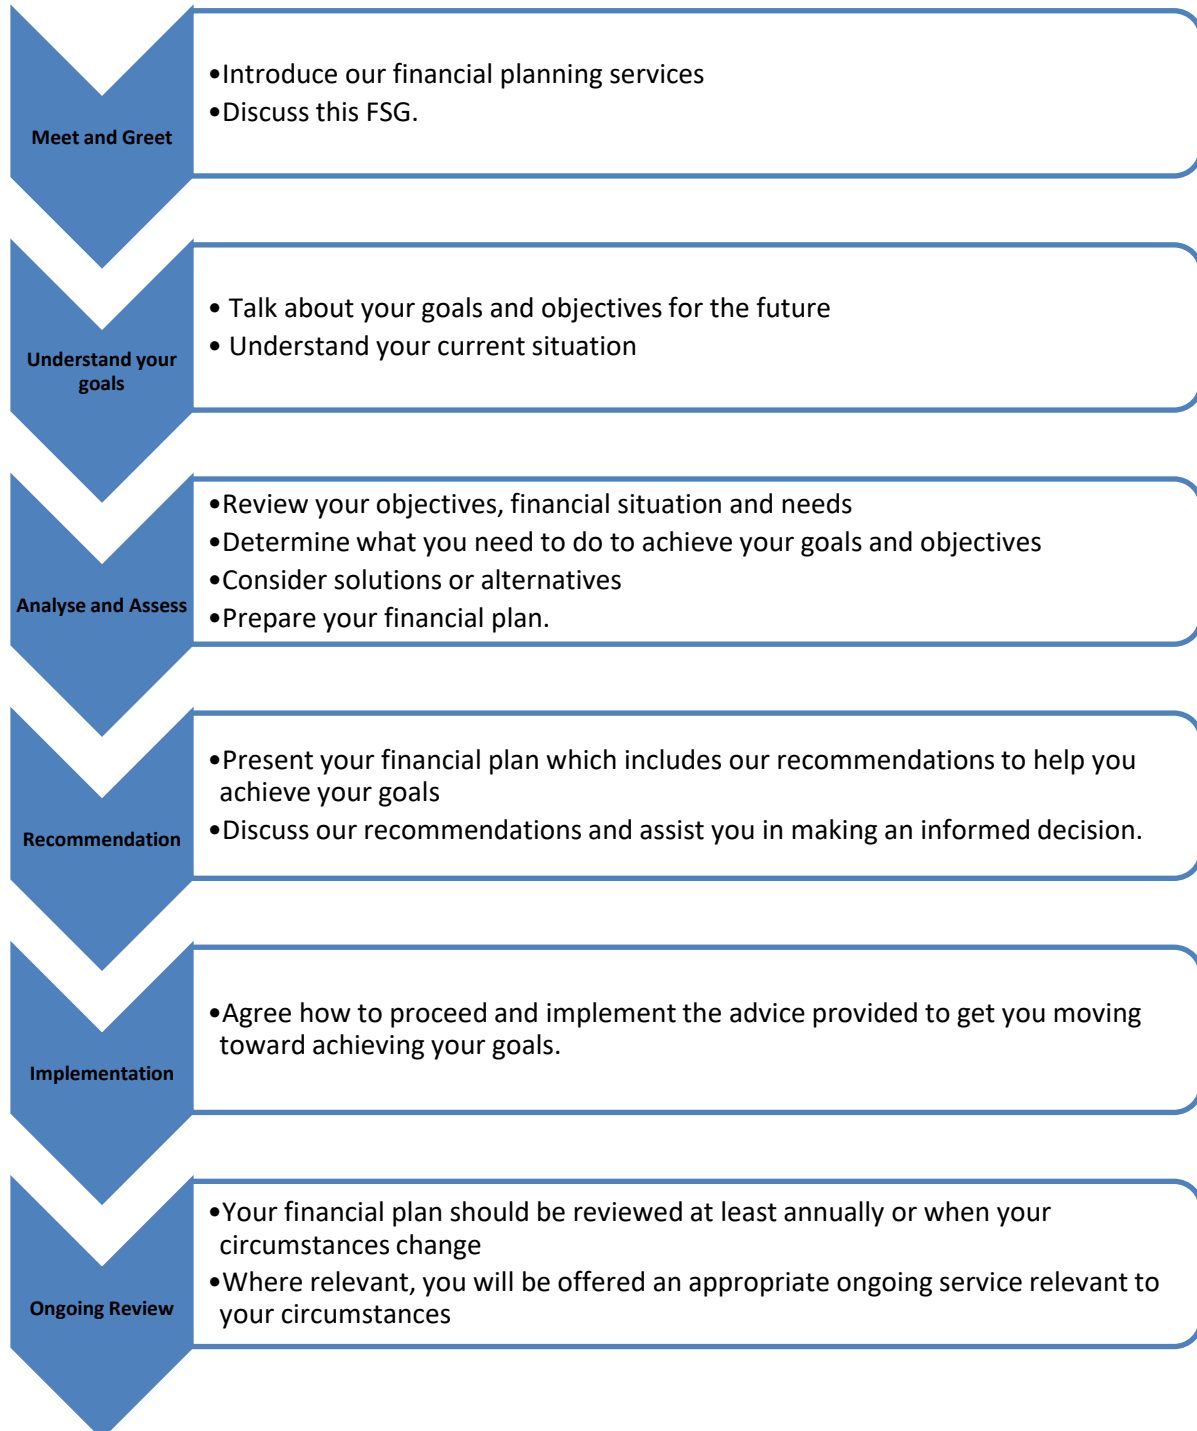 Meet and Greet
•Introduce our financial planning services
•Discuss this FSG.
Understand your
goals
• Talk about your goals and objectives for the future
• Understand your current situation
Analyse and Assess
•Review your objectives, financial situation and needs
•Determine what you need to do to achieve your goals and objectives
•Consider solutions or alternatives
•Prepare your financial plan.
Recommendation
•Present your financial plan which includes our recommendations to help you
achieve your goals
•Discuss our recommendations and assist you in making an informed decision.
Implementation
•Agree how to proceed and implement the advice provided to get you moving
toward achieving your goals.
Ongoing Review
•Your financial plan should be reviewed at least annually or when your
circumstances change
•Where relevant, you will be offered an appropriate ongoing service relevant to
your circumstances